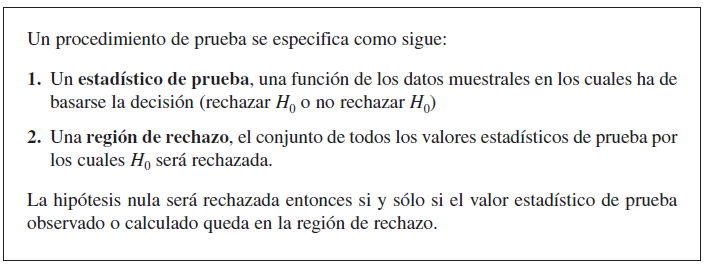 Un procedimiento de prueba se especifica como sigue:
1. Un estadístico de prueba, una función de los datos muestrales en los cuales ha de
basarse la decisión (rechazar H₀ o no rechazar H₀)
2. Una región de rechazo, el conjunto de todos los valores estadísticos de prueba por
los cuales H₀ será rechazada.
La hipótesis nula será rechazada entonces si y sólo si el valor estadístico de prueba
observado o calculado queda en la región de rechazo.